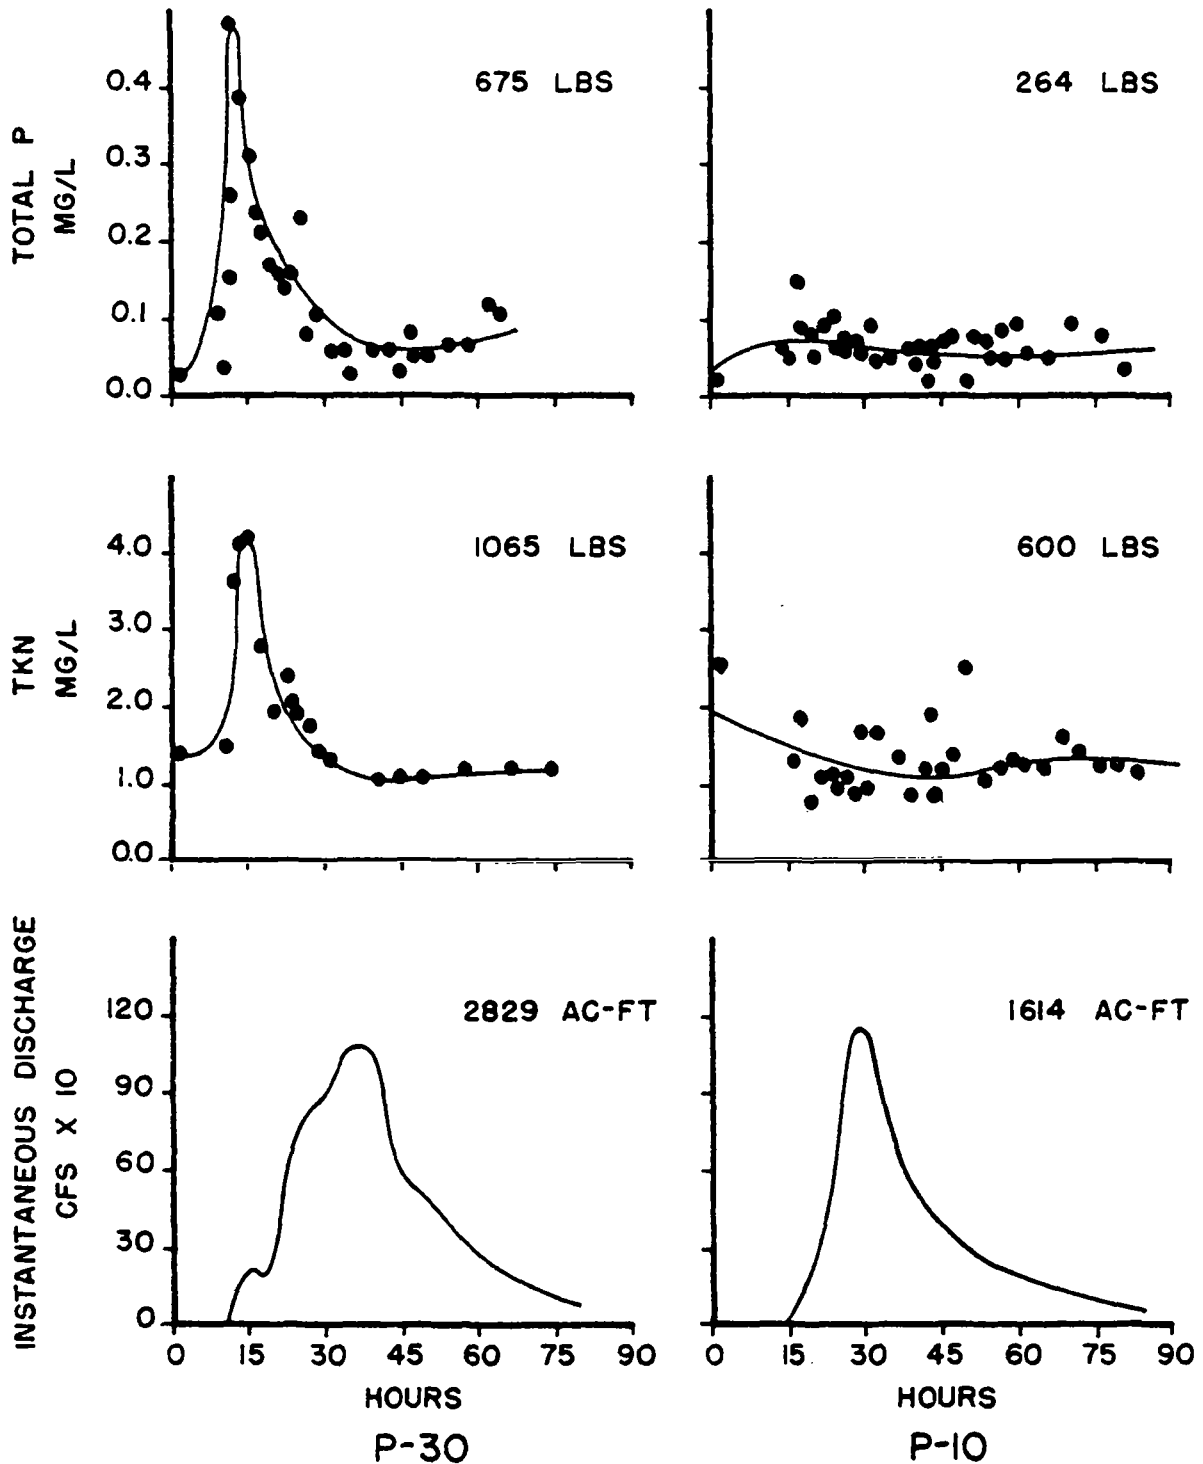 TOTAL P
MG/L
0.4
0.3
0.2
0.1
0.0
675 LBS
264 LBS
TKN
MG/L
4.0
3.0
2.0
1.0
0.0
1065 LBS
600 LBS
INSTANTANEOUS DISCHARGE
CFS X 10
120
90
60
30
0
2829 AC-FT
1614 AC-FT
0 15 30 45 60 75 90
0 15 30 45 60 75 90
HOURS
HOURS
P-30
P-10